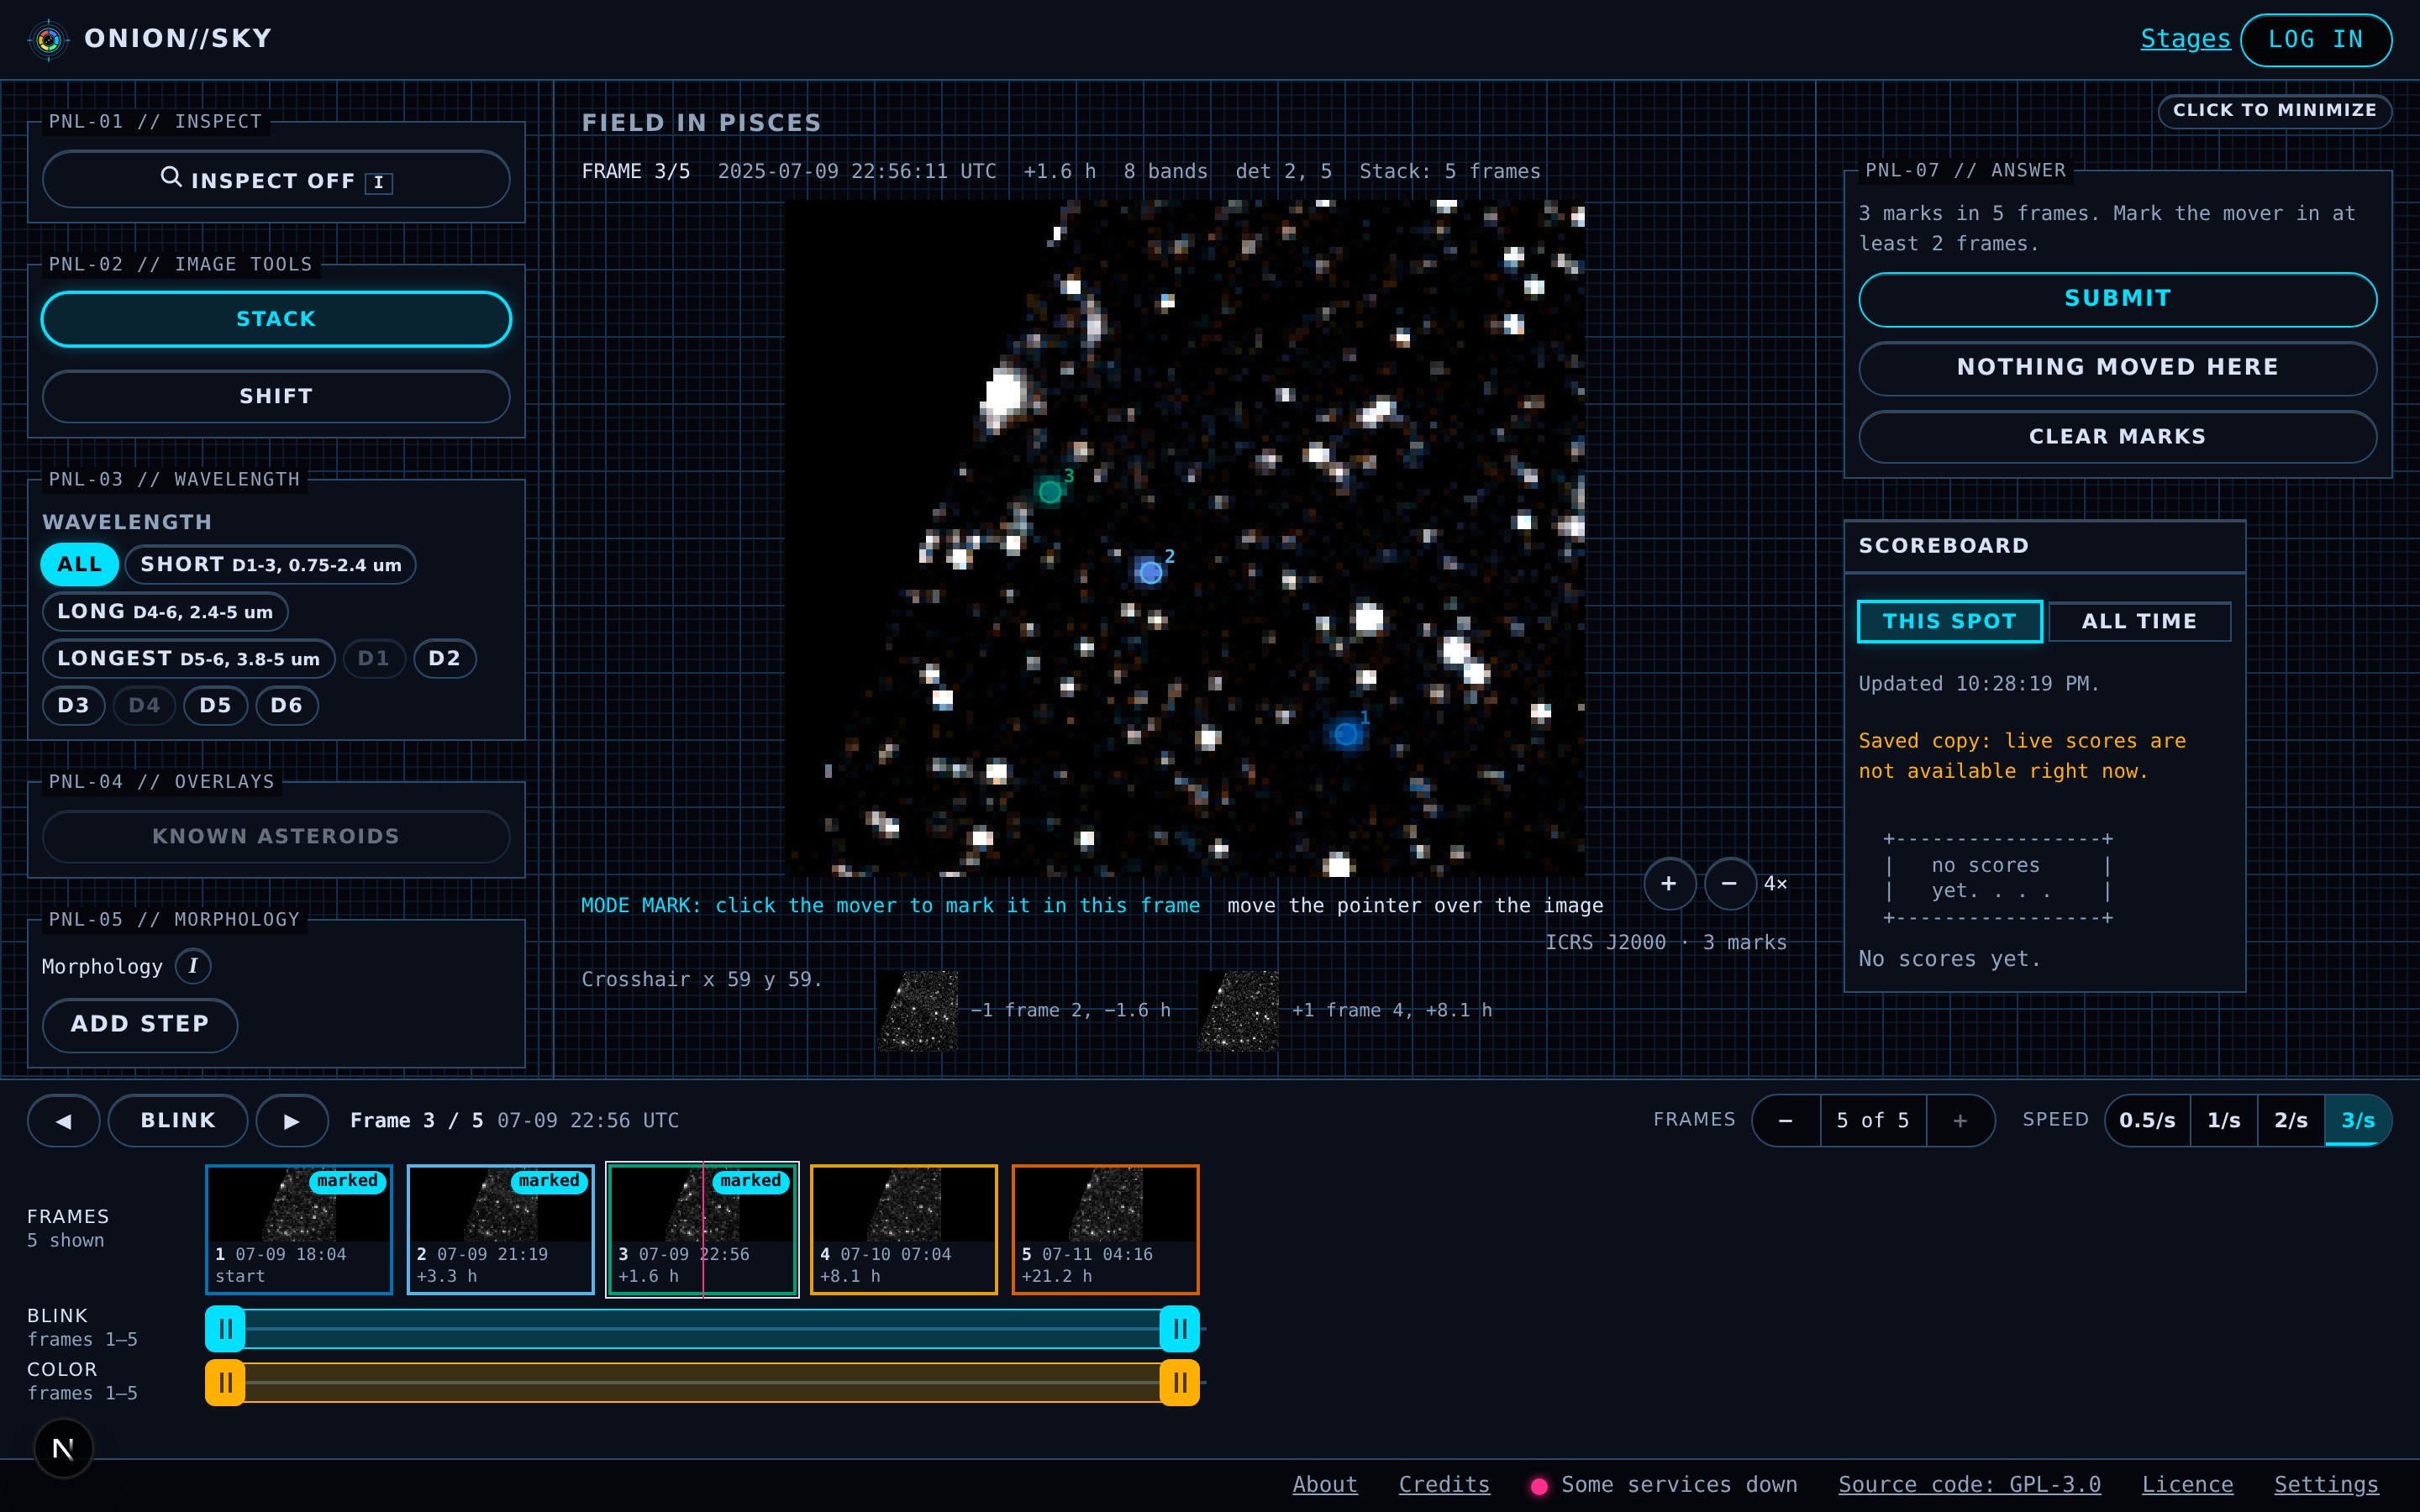 ONION//SKY
Stages
LOG IN
PNL-01 // INSPECT
INSPECT OFF I
PNL-02 // IMAGE TOOLS
STACK
SHIFT
PNL-03 // WAVELENGTH
WAVELENGTH
ALL
SHORT D1-3, 0.75-2.4 um
LONG D4-6, 2.4-5 um
LONGEST D5-6, 3.8-5 um
D1
D2
D3
D4
D5
D6
PNL-04 // OVERLAYS
KNOWN ASTEROIDS
PNL-05 // MORPHOLOGY
Morphology I
ADD STEP
FIELD IN PISCES
FRAME 3/5 2025-07-09 22:56:11 UTC +1.6 h 8 bands det 2, 5 Stack: 5 frames
3
2
1
+ − 4×
MODE MARK: click the mover to mark it in this frame move the pointer over the image
ICRS J2000 · 3 marks
Crosshair x 59 y 59.
−1 frame 2, −1.6 h
+1 frame 4, +8.1 h
CLICK TO MINIMIZE
PNL-07 // ANSWER
3 marks in 5 frames. Mark the mover in at
least 2 frames.
SUBMIT
NOTHING MOVED HERE
CLEAR MARKS
SCOREBOARD
THIS SPOT
ALL TIME
Updated 10:28:19 PM.
Saved copy: live scores are
not available right now.
+----------------+
| no scores |
| yet. . . . |
+----------------+
No scores yet.
◀ BLINK ▶ Frame 3 / 5 07-09 22:56 UTC
FRAMES − 5 of 5 + SPEED 0.5/s 1/s 2/s 3/s
FRAMES
5 shown
marked
1 07-09 18:04
start
marked
2 07-09 21:19
+3.3 h
marked
3 07-09 22:56
+1.6 h
4 07-10 07:04
+8.1 h
5 07-11 04:16
+21.2 h
BLINK
frames 1–5
COLOR
frames 1–5
N
About
Credits
Some services down
Source code: GPL-3.0
Licence
Settings